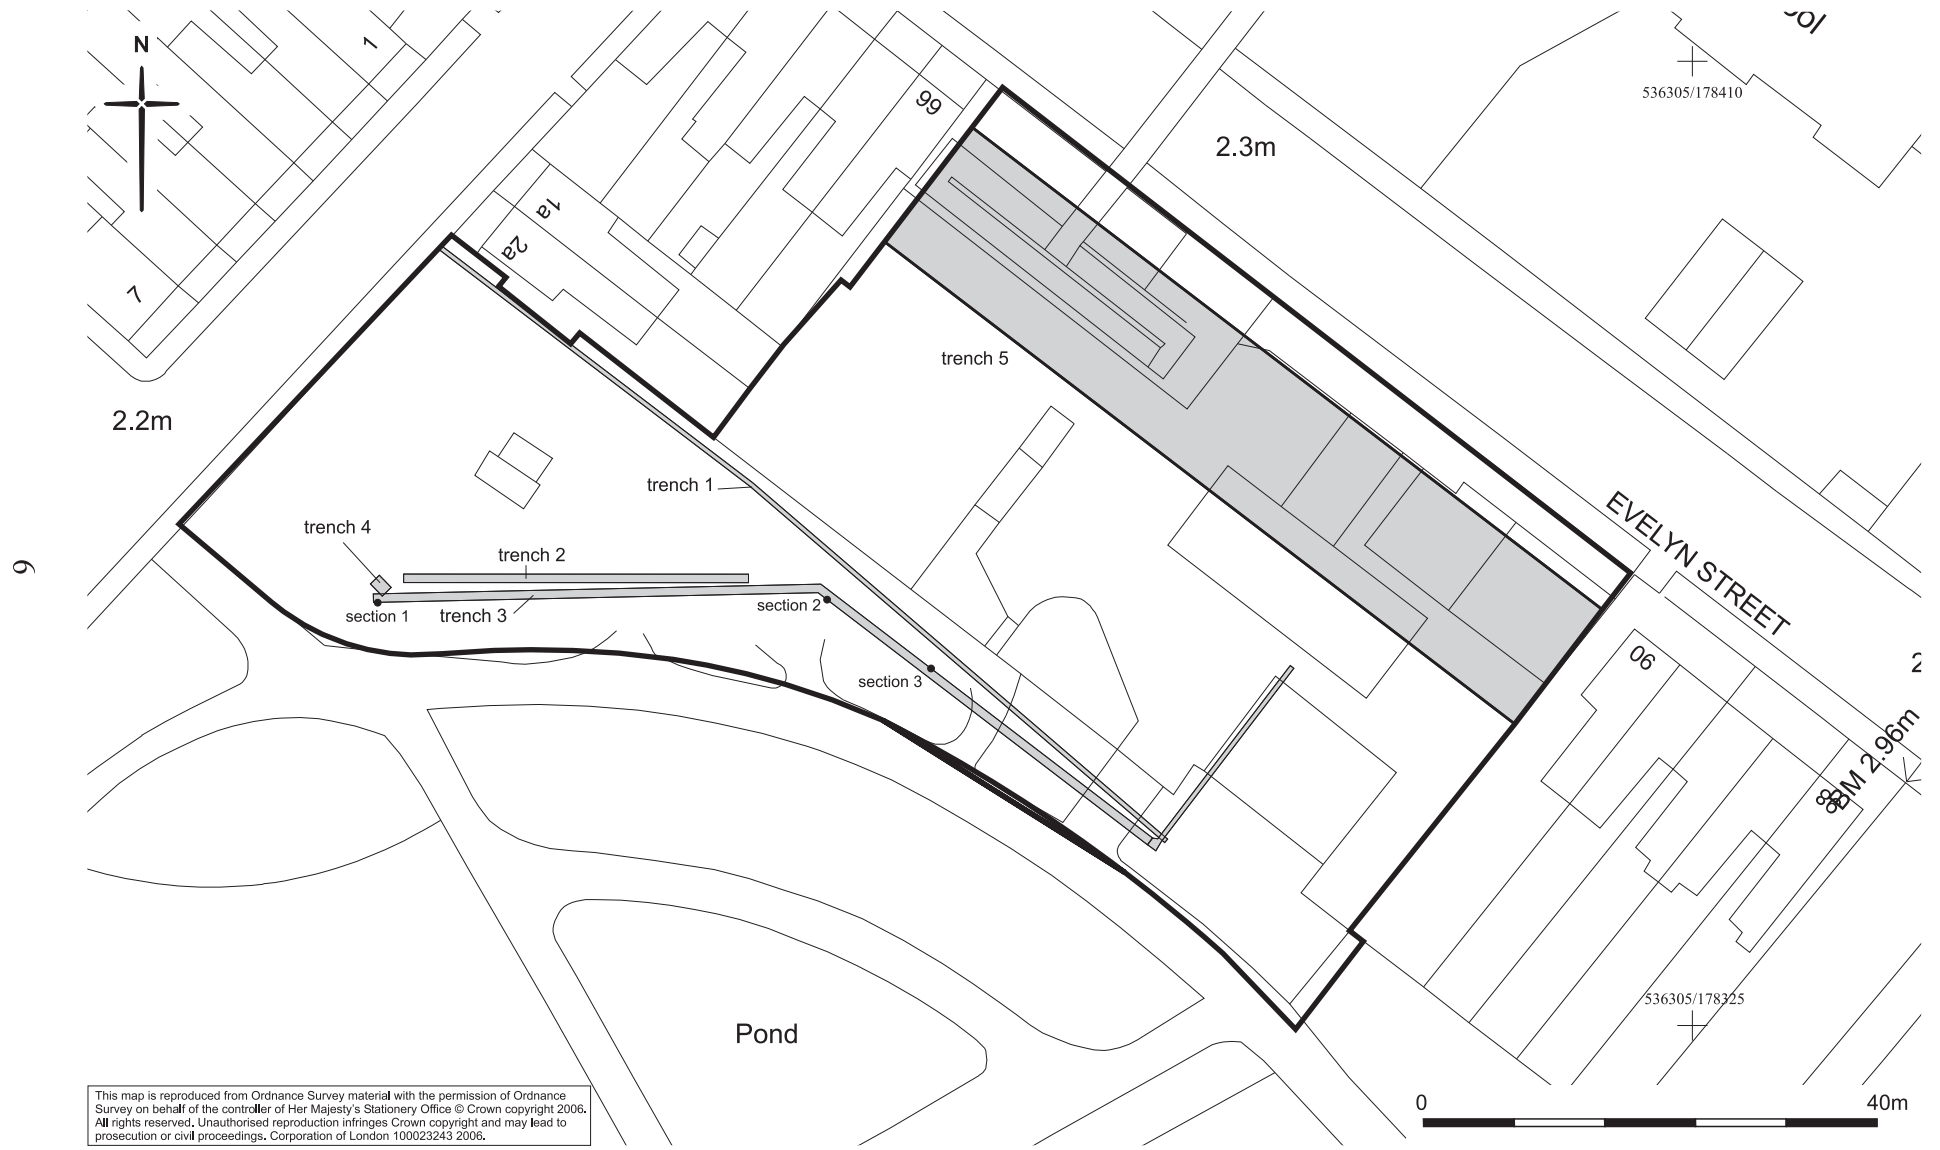 N
1
7
2.2m
1a
2a
99
2.3m
536305/178410
trench 5
trench 1
trench 4
trench 2
section 1
trench 3
section 2
section 3
EVELYN STREET
90
88
BM 2.96m
2
536305/178325
Pond
0
40m
This map is reproduced from Ordnance Survey material with the permission of Ordnance
Survey on behalf of the controller of Her Majesty's Stationery Office © Crown copyright 2006.
All rights reserved. Unauthorised reproduction infringes Crown copyright and may lead to
prosecution or civil proceedings. Corporation of London 100023243 2006.